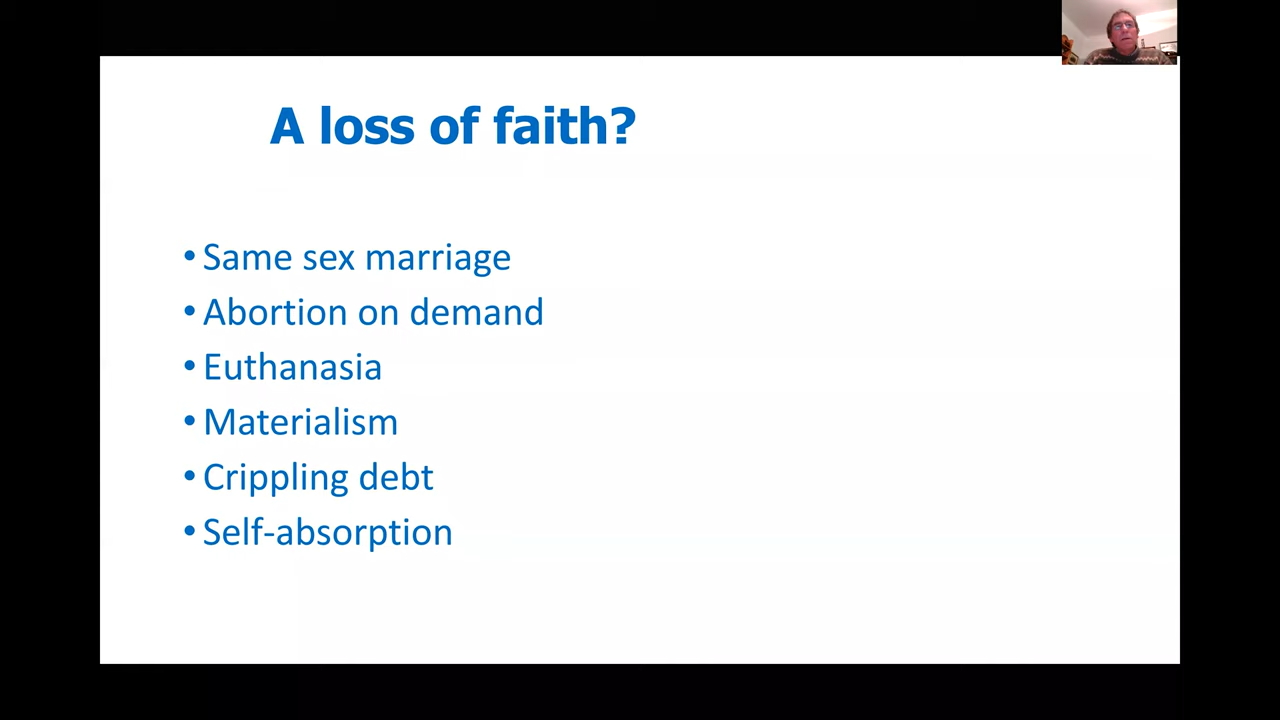 A loss of faith?
• Same sex marriage
• Abortion on demand
• Euthanasia
• Materialism
• Crippling debt
• Self-absorption